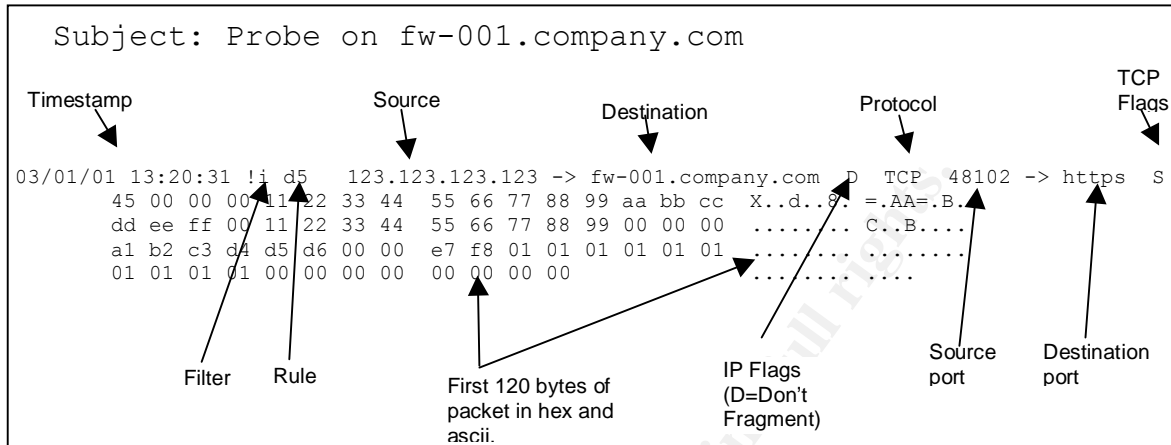 Subject: Probe on fw-001.company.com
TCP
Flags
Timestamp
Source
Destination
Protocol
03/01/01 13:20:31 !i d5 123.123.123.123 -> fw-001.company.com D TCP 48102 -> https S
45 00 00 00 11 22 33 44 55 66 77 88 99 aa bb cc X..d..8. =.AA=.B.
dd ee ff 00 11 22 33 44 55 66 77 88 99 00 00 00 ........ C..B....
a1 b2 c3 d4 d5 d6 00 00 e7 f8 01 01 01 01 01 01 ........ ........
01 01 01 01 00 00 00 00 00 00 00 00 ........ ....
Filter
Rule
First 120 bytes of
packet in hex and
ascii.
IP Flags
(D=Don't
Fragment)
Source
port
Destination
port
full rights.